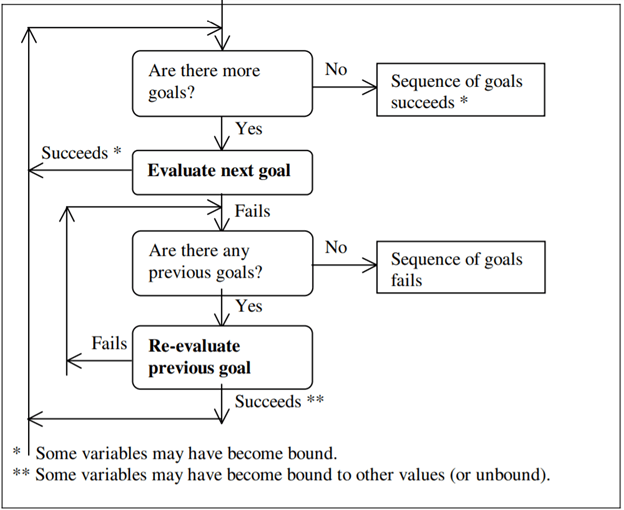 Are there more
goals?
No
Sequence of goals
succeeds *
Yes
Succeeds *
Evaluate next goal
Fails
Are there any
previous goals?
No
Sequence of goals
fails
Yes
Fails
Re-evaluate
previous goal
Succeeds **
* Some variables may have become bound.
** Some variables may have become bound to other values (or unbound).